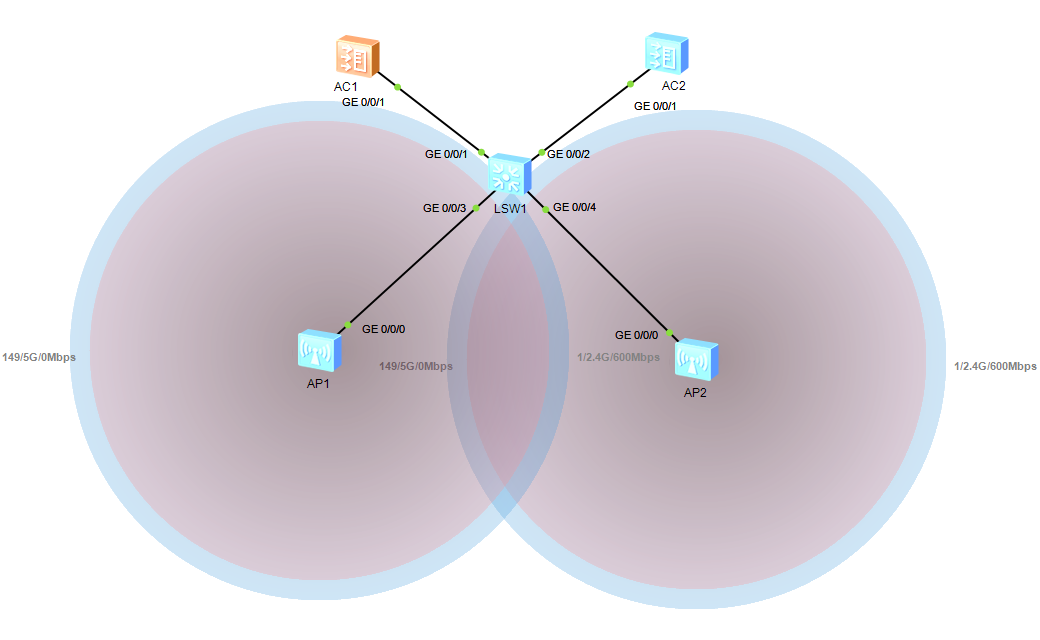 AC1
GE 0/0/1
AC2
GE 0/0/1
GE 0/0/1
GE 0/0/2
GE 0/0/3
LSW1
GE 0/0/4
GE 0/0/0
AP1
149/5G/0Mbps
149/5G/0Mbps
GE 0/0/0
AP2
1/2.4G/600Mbps
1/2.4G/600Mbps